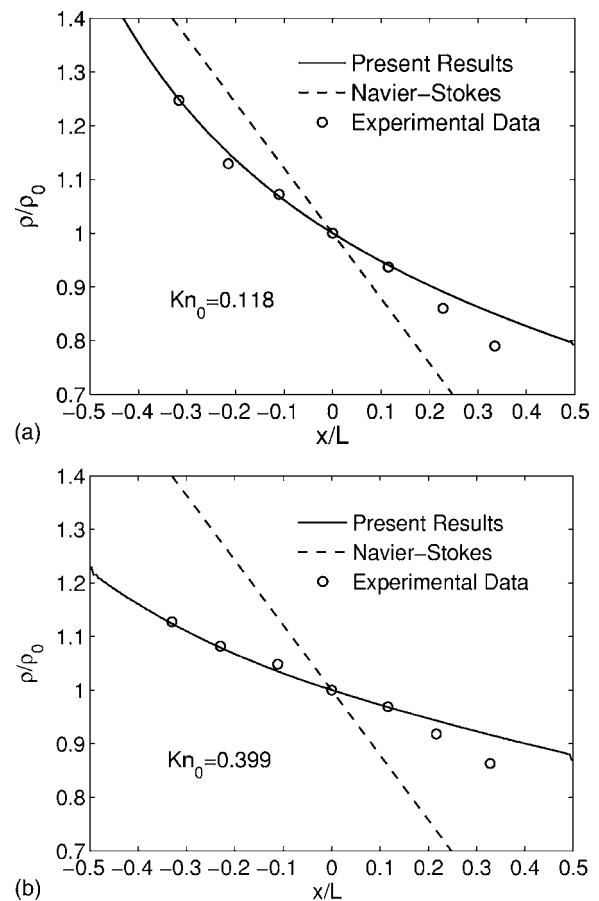 1.4
1.3
1.2
1.1
1
0.9
0.8
0.7
ρ/ρ0
Present Results
Navier−Stokes
Experimental Data
Kn0=0.118
−0.5 −0.4 −0.3 −0.2 −0.1 0 0.1 0.2 0.3 0.4 0.5
(a)
x/L
1.4
1.3
1.2
1.1
1
0.9
0.8
0.7
ρ/ρ0
Present Results
Navier−Stokes
Experimental Data
Kn0=0.399
−0.5 −0.4 −0.3 −0.2 −0.1 0 0.1 0.2 0.3 0.4 0.5
(b)
x/L